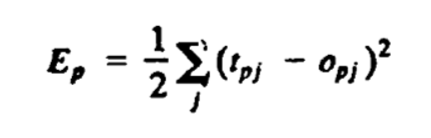 E_p = \frac{1}{2} \sum_j (t_{pj} - o_{pj})^2